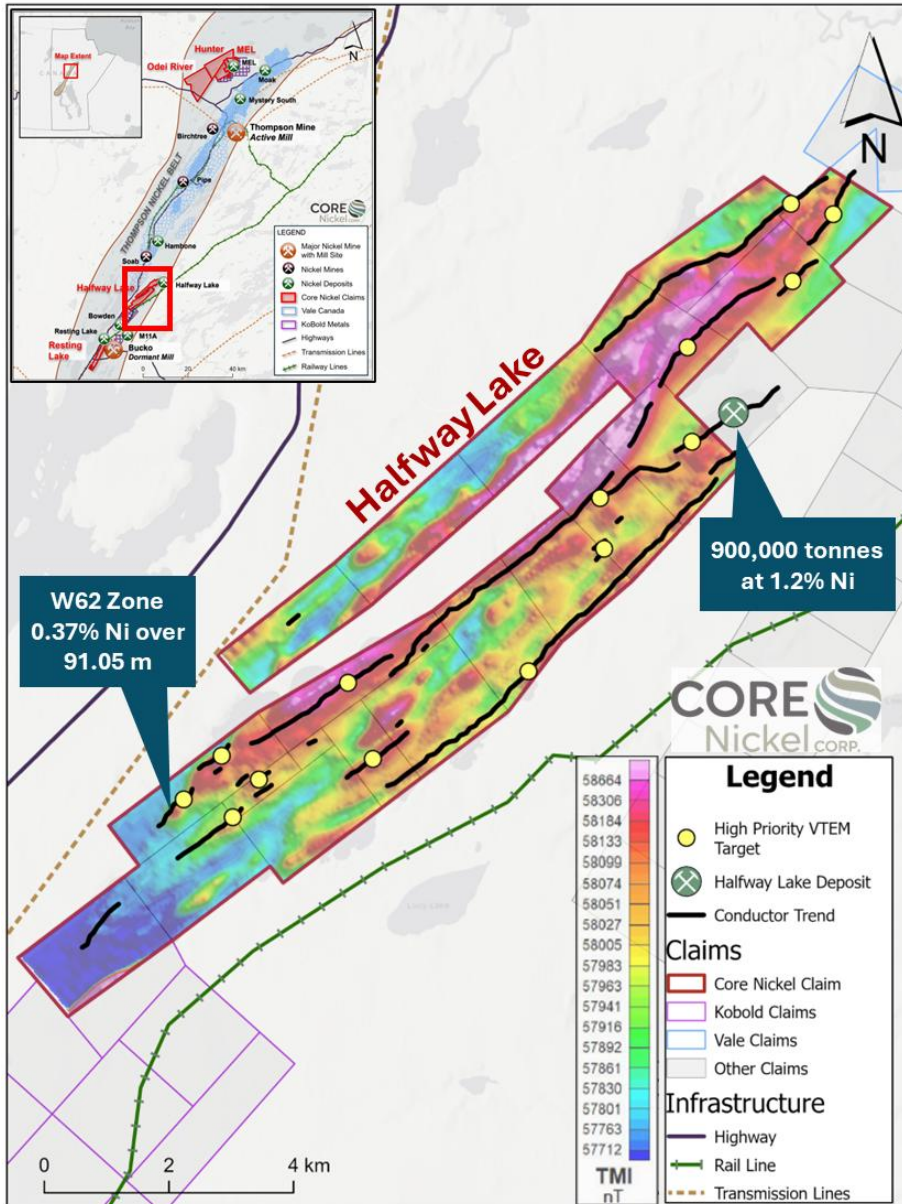 Map Extent
CANADA
N
Hunter
MEL
Odei River
MEL
Moak
Mystery South
Birchtree
Thompson Mine
Active Mill
THOMPSON NICKEL BELT
Pipe
Hambone
Soab
Halfway Lake
Halfway Lake
Bowden
Resting Lake
M11A
Resting
Lake
Bucko
Dormant Mill
0
20
40 km
CORE
Nickel CORP.
LEGEND
Major Nickel Mine
with Mill Site
Nickel Mines
Nickel Deposits
Core Nickel Claims
Vale Canada
KoBold Metals
Highways
Transmission Lines
Railway Lines
N
Halfway Lake
900,000 tonnes
at 1.2% Ni
W62 Zone
0.37% Ni over
91.05 m
CORE
Nickel CORP.
58664
58306
58184
58133
58099
58074
58051
58027
58005
57983
57963
57941
57916
57892
57861
57830
57801
57763
57712
TMI
nT
Legend
High Priority VTEM
Target
Halfway Lake Deposit
Conductor Trend
Claims
Core Nickel Claim
Kobold Claims
Vale Claims
Other Claims
Infrastructure
Highway
Rail Line
Transmission Lines
0
2
4 km